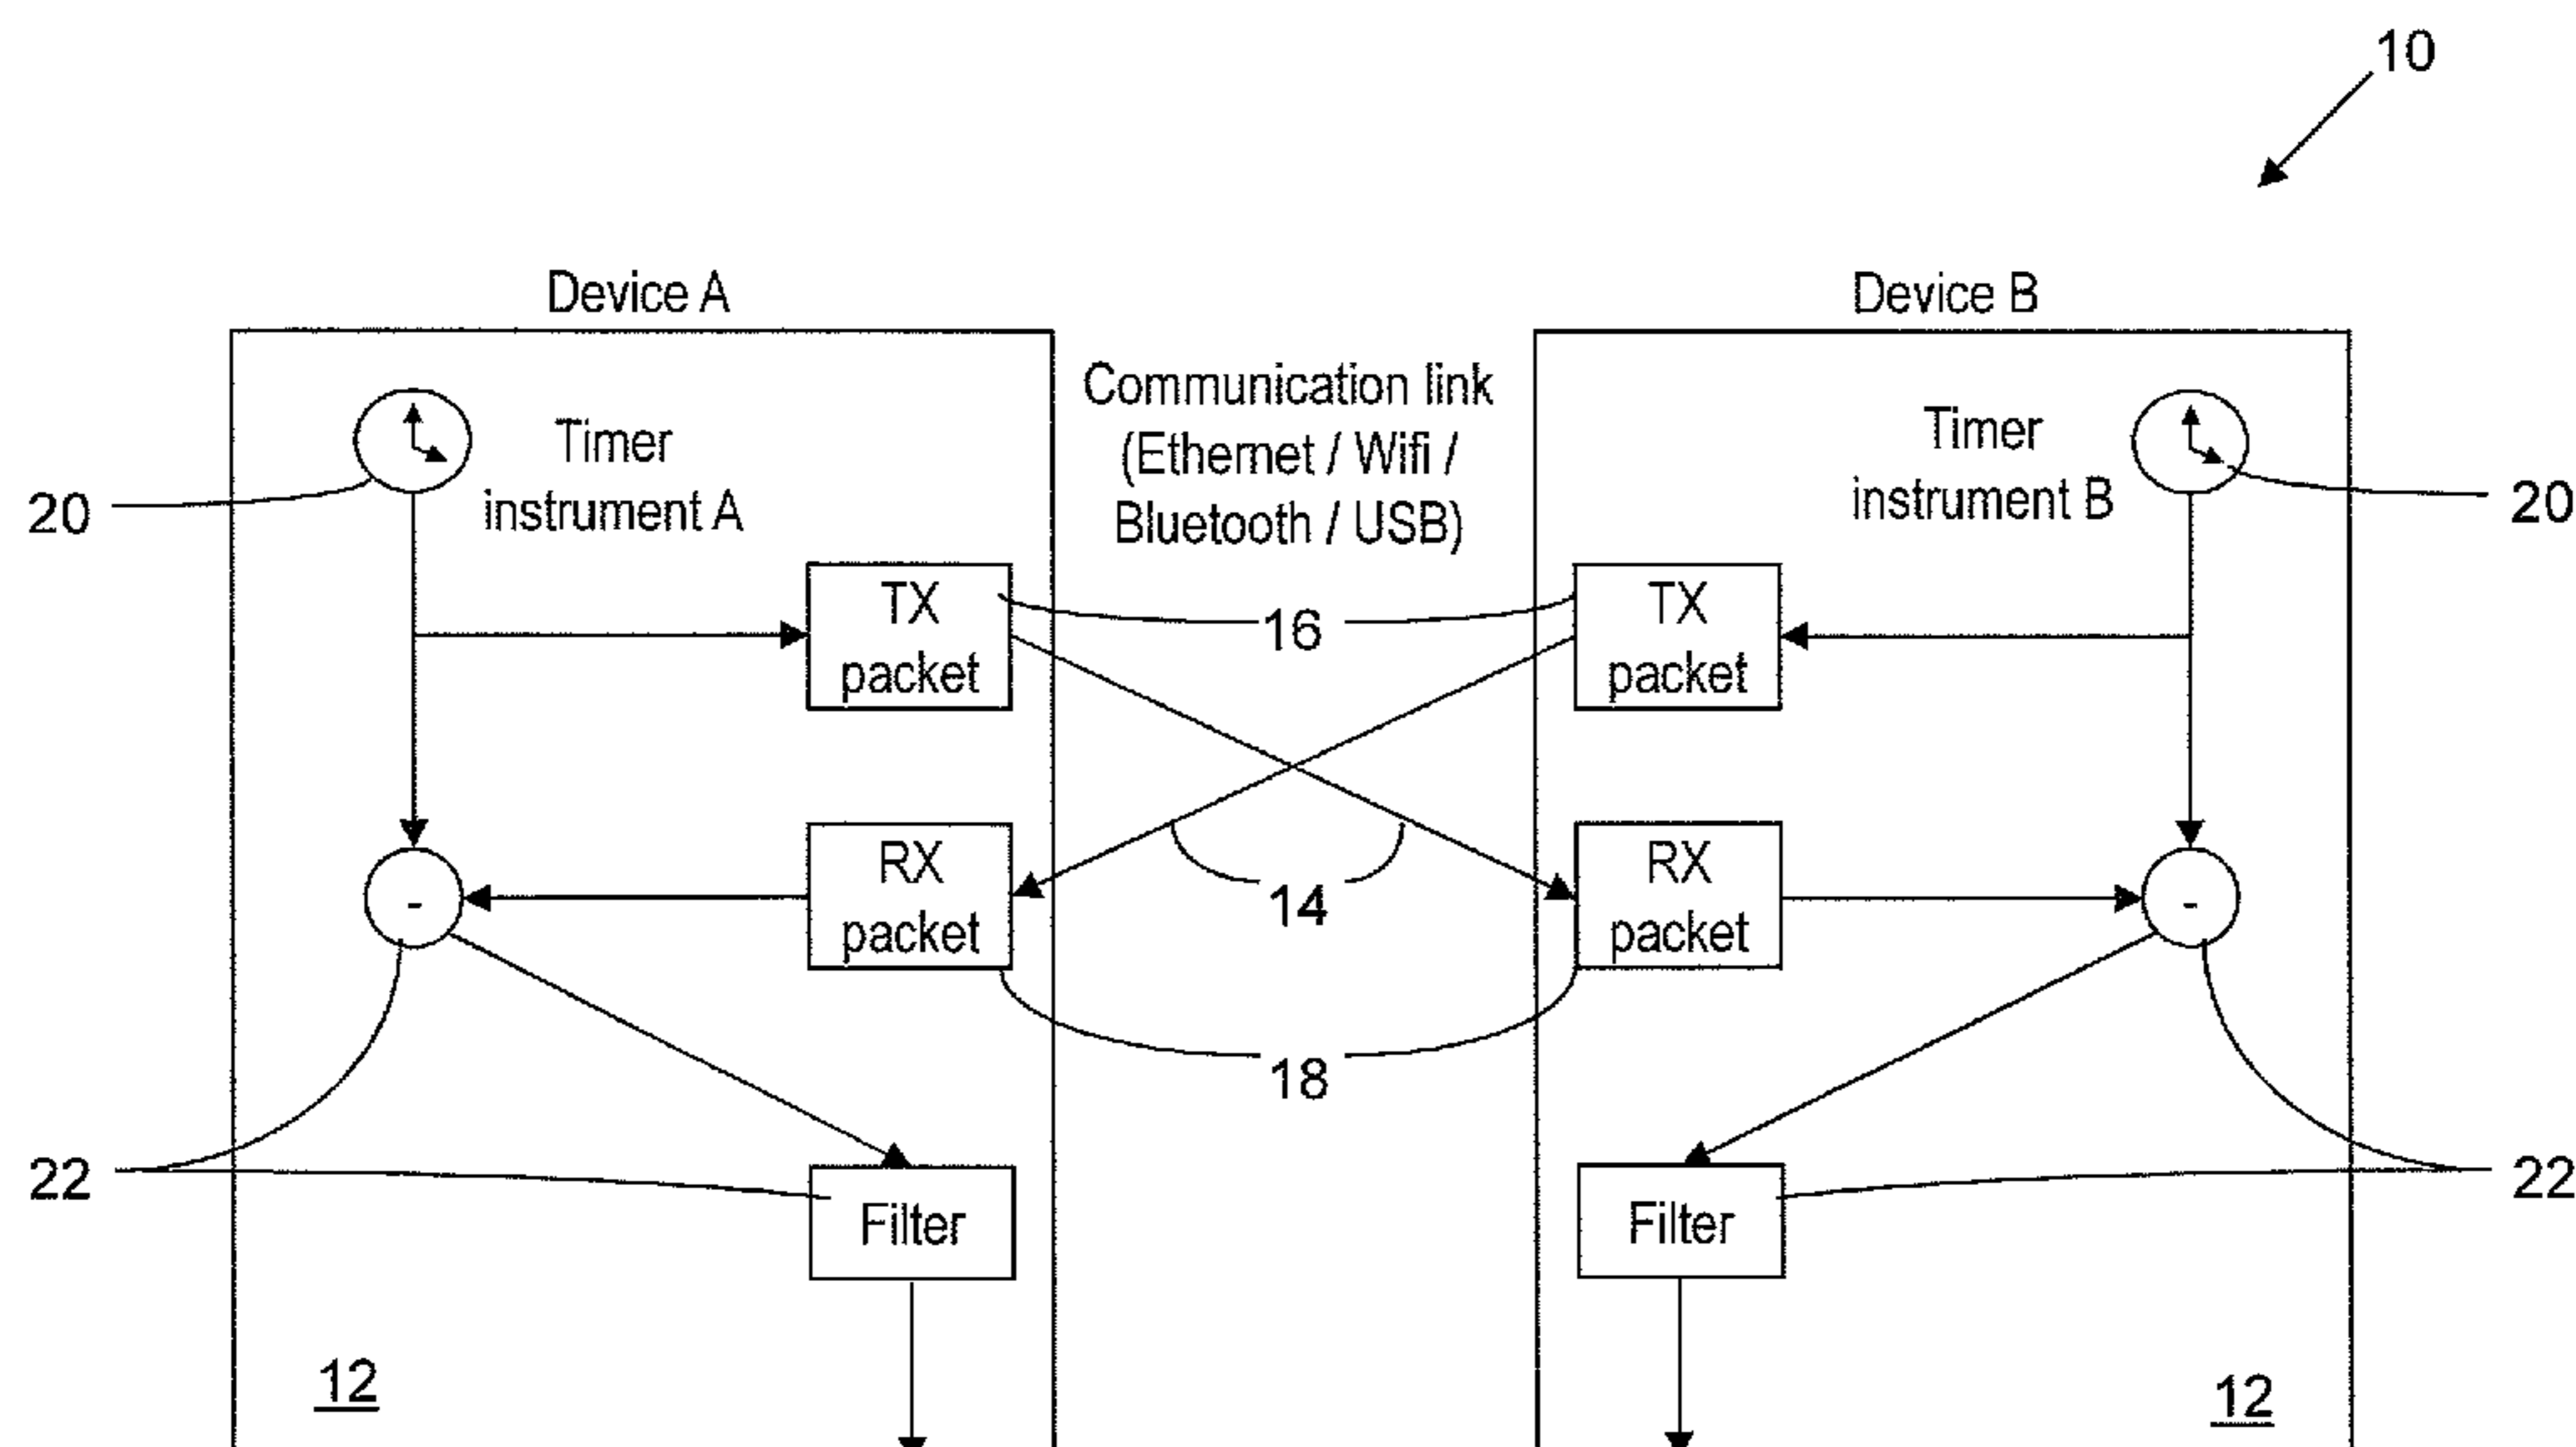 10
Device A
Device B
Communication link
(Ethernet / Wifi /
Bluetooth / USB)
Timer
instrument A
Timer
instrument B
20
20
TX
packet
16
TX
packet
RX
packet
14
RX
packet
-
-
18
22
22
Filter
Filter
12
12